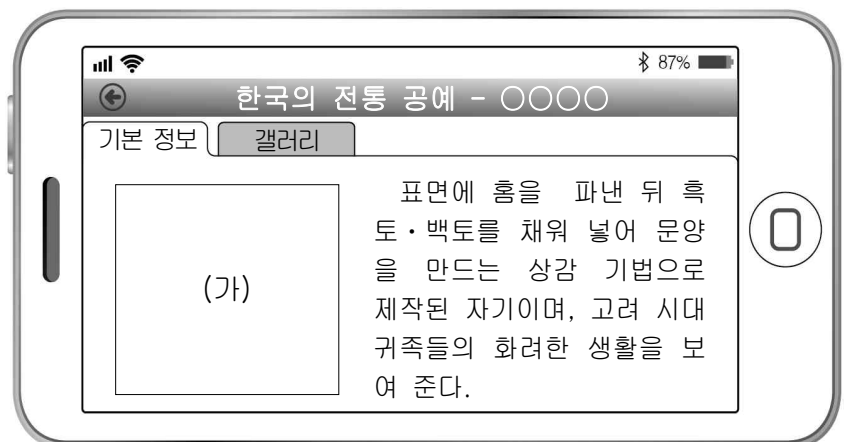 87%
한국의 전통 공예 - ○○○○
기본 정보
갤러리
(가)
표면에 홈을 파낸 뒤 흑
토·백토를 채워 넣어 문양
을 만드는 상감 기법으로
제작된 자기이며, 고려 시대
귀족들의 화려한 생활을 보
여 준다.